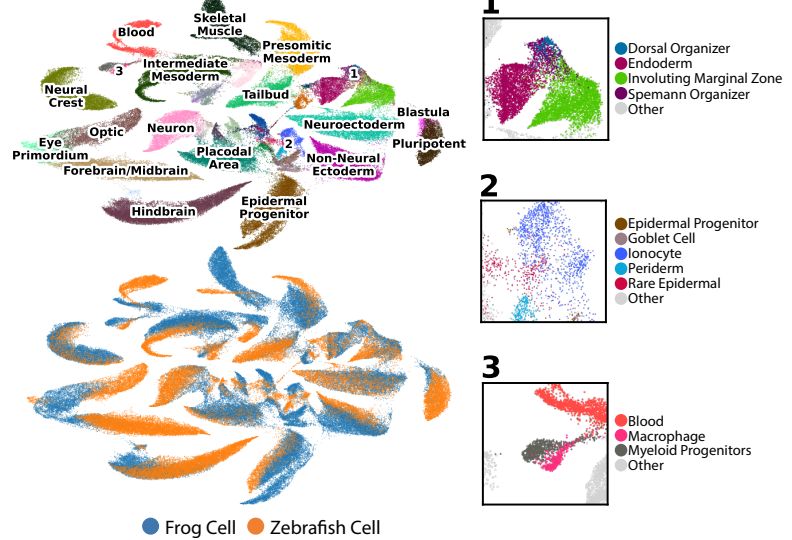 Skeletal
Muscle
Blood
Presomitic
Mesoderm
3
Intermediate
Mesoderm
1
Neural
Crest
Tailbud
Blastula
Optic
Neuron
Neuroectoderm
Eye
Primordium
2
Pluripotent
Placodal
Area
Non-Neural
Ectoderm
Forebrain/Midbrain
Hindbrain
Epidermal
Progenitor
Frog Cell
Zebrafish Cell
1
Dorsal Organizer
Endoderm
Involuting Marginal Zone
Spemann Organizer
Other
2
Epidermal Progenitor
Goblet Cell
Ionocyte
Periderm
Rare Epidermal
Other
3
Blood
Macrophage
Myeloid Progenitors
Other